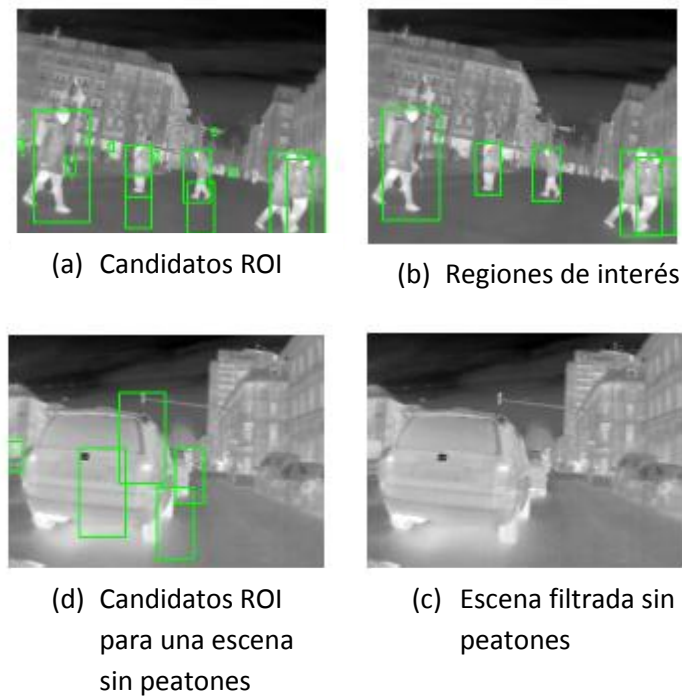 (a) Candidatos ROI
(b) Regiones de interés
(d) Candidatos ROI
para una escena
sin peatones
(c) Escena filtrada sin
peatones